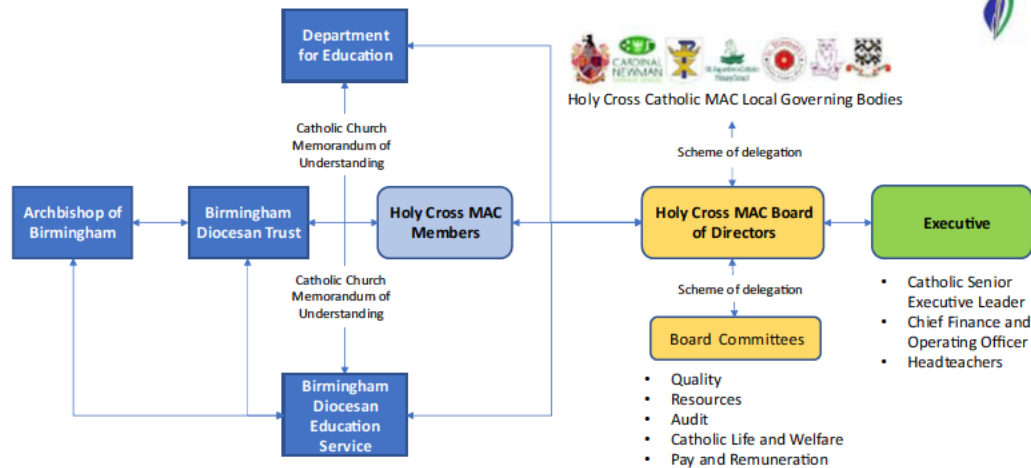 Department
for Education
CARDINAL
NEWMAN
Holy Cross Catholic MAC Local Governing Bodies
Catholic Church
Memorandum of
Understanding
Scheme of delegation
Archbishop of
Birmingham
Birmingham
Diocesan Trust
Holy Cross MAC
Members
Holy Cross MAC Board
of Directors
Executive
Catholic Church
Memorandum of
Understanding
Scheme of delegation
Board Committees
• Catholic Senior
Executive Leader
• Chief Finance and
Operating Officer
• Headteachers
Birmingham
Diocesan
Education
Service
• Quality
• Resources
• Audit
• Catholic Life and Welfare
• Pay and Remuneration